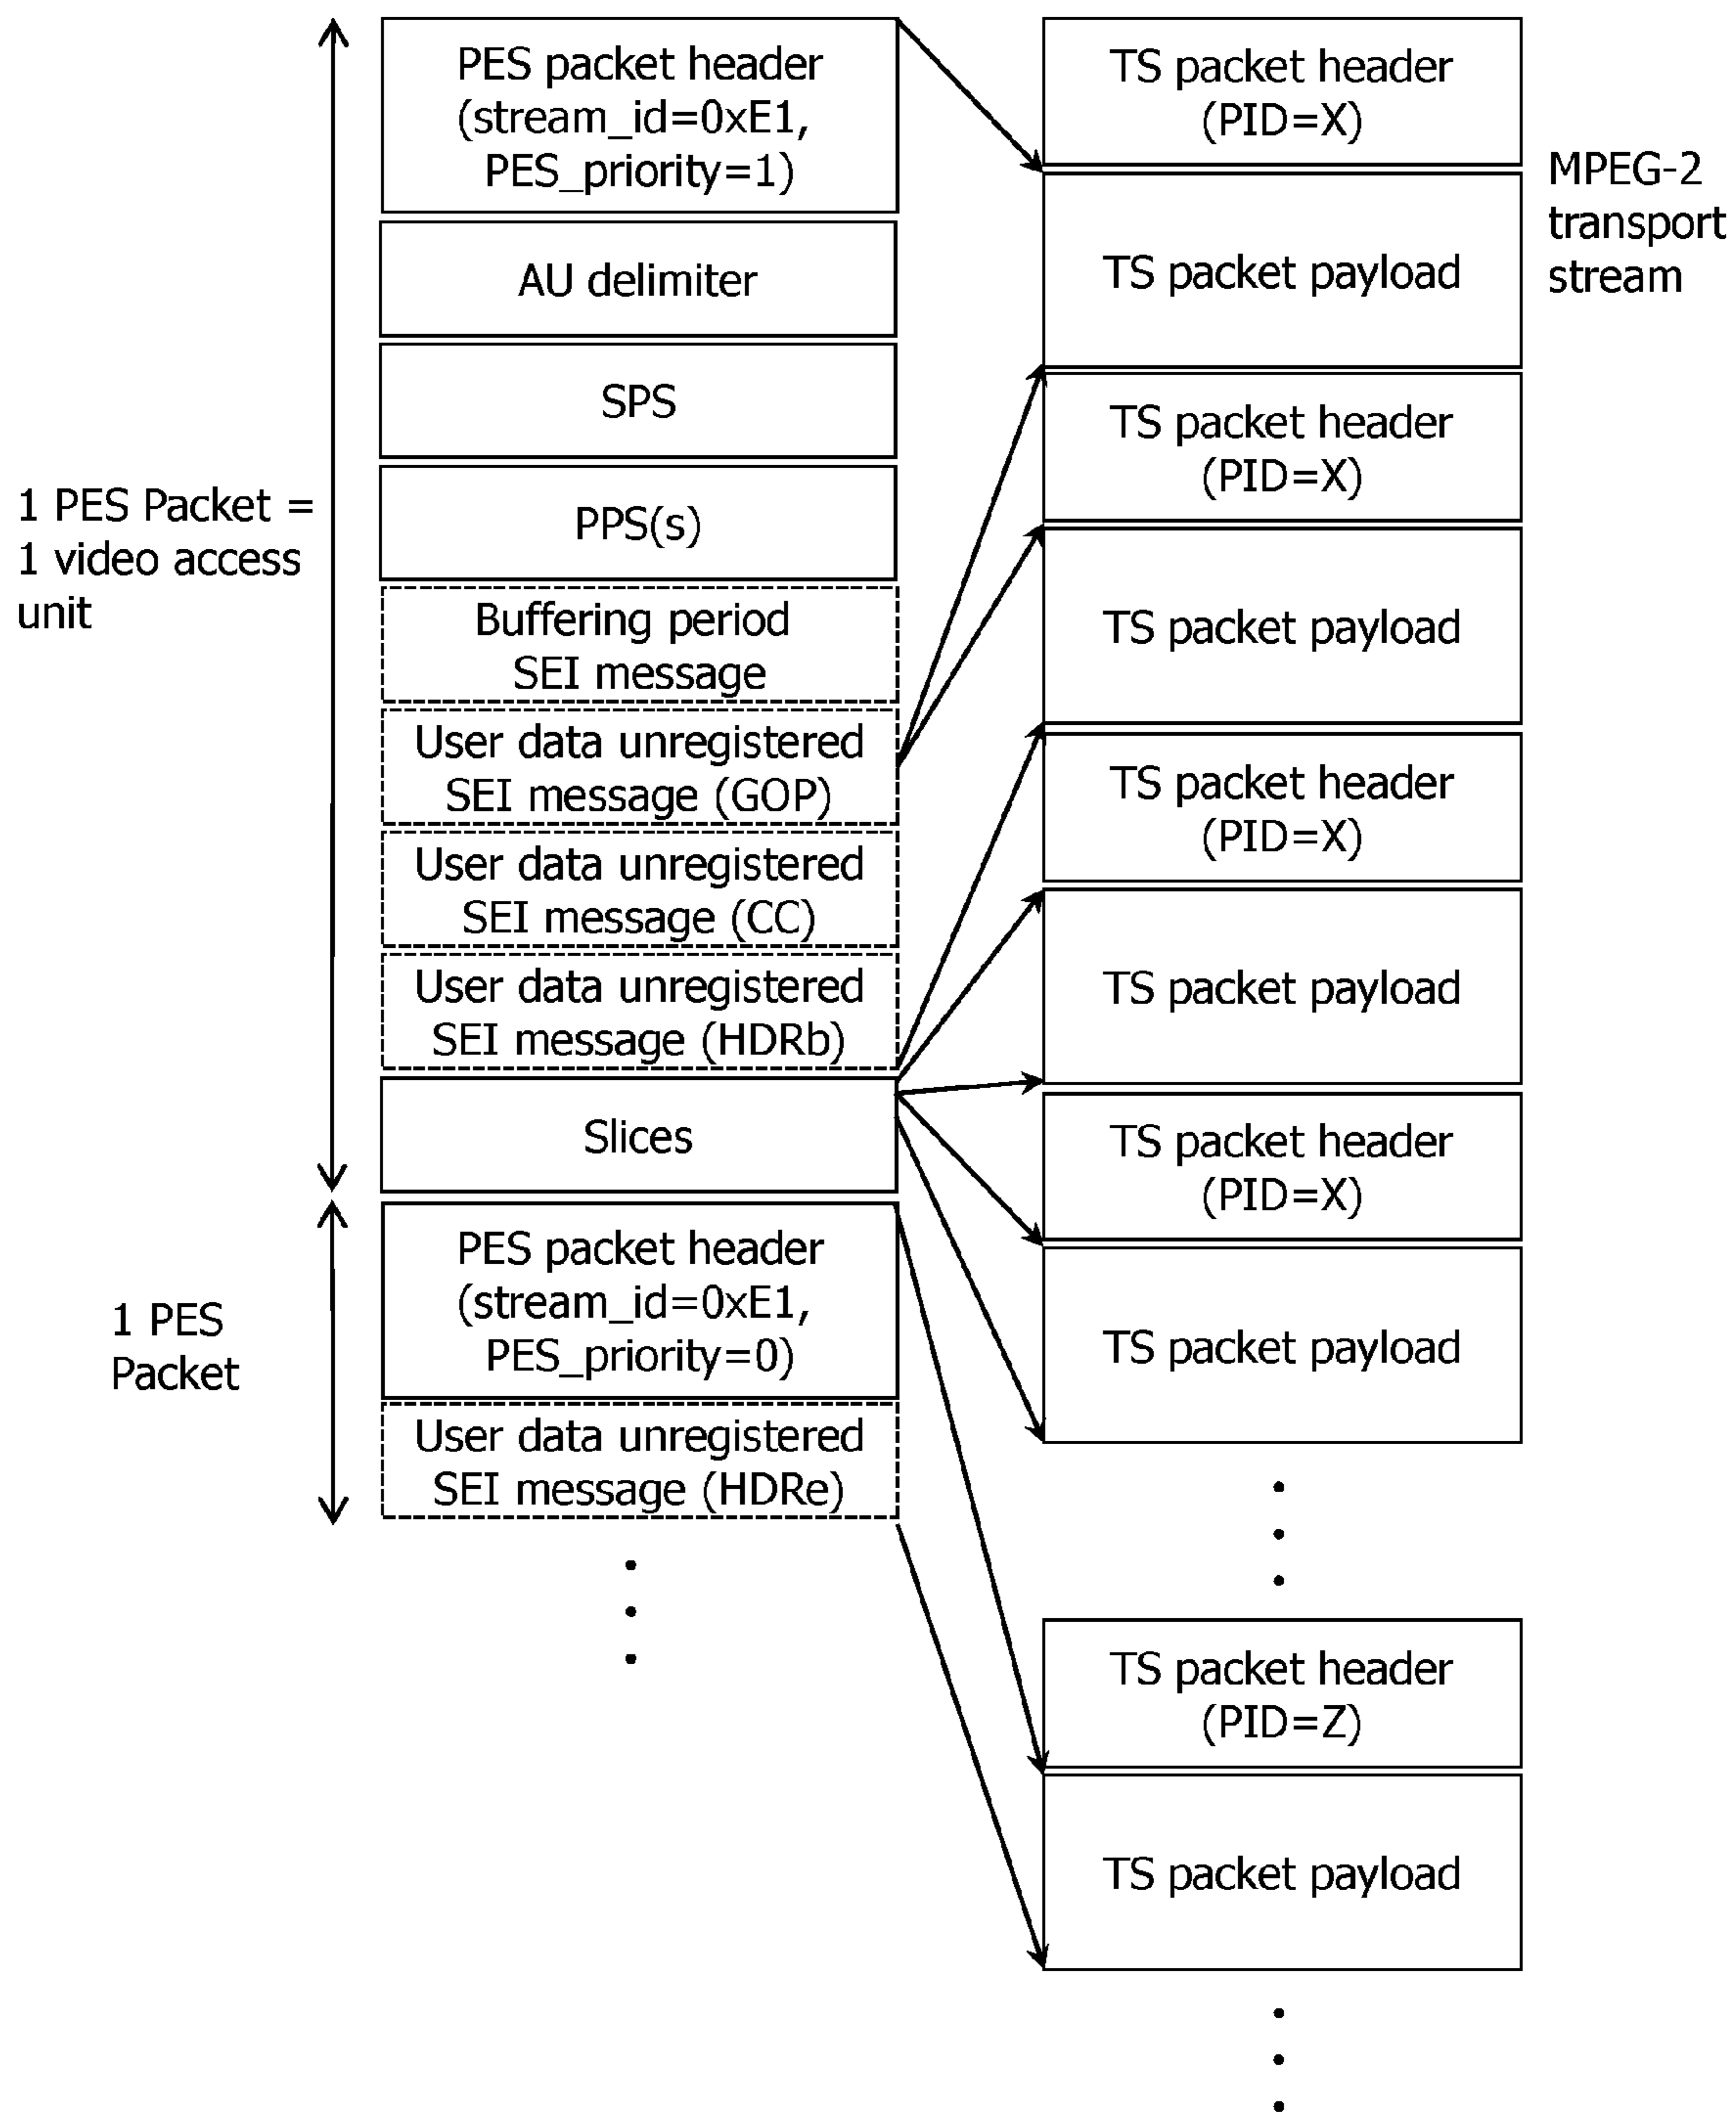 1 PES Packet =
1 video access
unit
1 PES
Packet
PES packet header
(stream_id=0xE1,
PES_priority=1)
AU delimiter
SPS
PPS(s)
Buffering period
SEI message
User data unregistered
SEI message (GOP)
User data unregistered
SEI message (CC)
User data unregistered
SEI message (HDRb)
Slices
PES packet header
(stream_id=0xE1,
PES_priority=0)
User data unregistered
SEI message (HDRe)
TS packet header
(PID=X)
TS packet payload
TS packet header
(PID=X)
TS packet payload
TS packet header
(PID=X)
TS packet payload
TS packet header
(PID=X)
TS packet payload
TS packet header
(PID=Z)
TS packet payload
MPEG-2
transport
stream